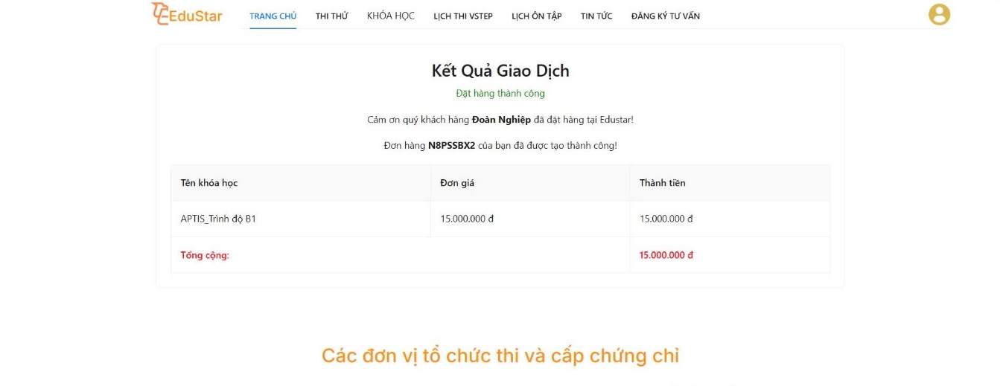 EduStar TRANG CHỦ THI THỬ KHÓA HỌC LỊCH THI VSTEP LỊCH ÔN TẬP TIN TỨC ĐĂNG KÝ TƯ VẤN
Kết Quả Giao Dịch
Đặt hàng thành công
Cảm ơn quý khách hàng Đoàn Nghiệp đã đặt hàng tại Edustar!
Đơn hàng N8PSSBX2 của bạn đã được tạo thành công!
Tên khóa học Đơn giá Thành tiền
APTIS_Trình độ B1 15.000.000 đ 15.000.000 đ
Tổng cộng: 15.000.000 đ
Các đơn vị tổ chức thi và cấp chứng chỉ